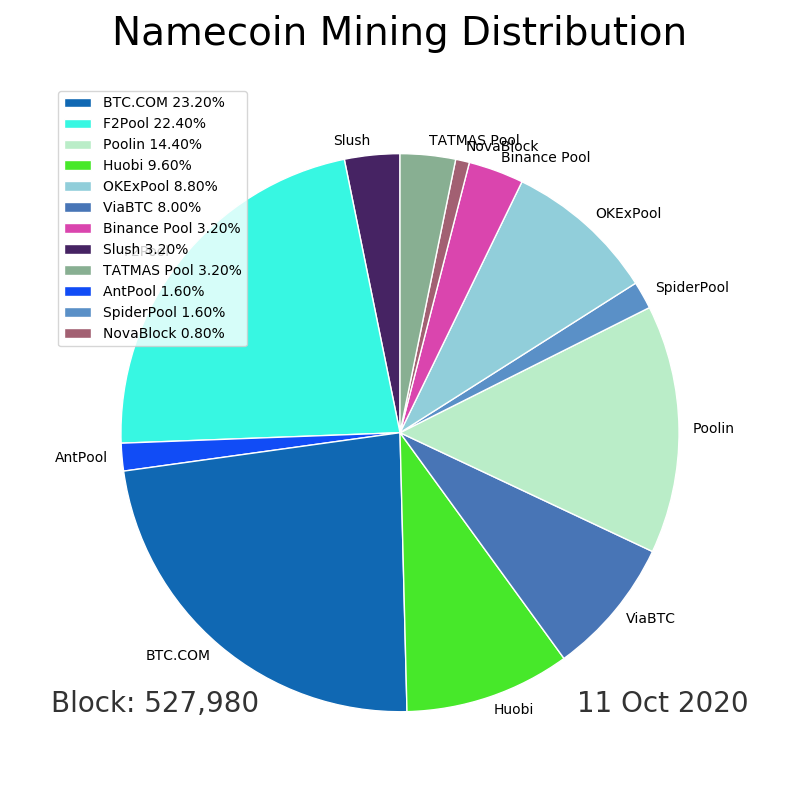 Namecoin Mining Distribution
BTC.COM 23.20%
F2Pool 22.40%
Poolin 14.40%
Huobi 9.60%
OKExPool 8.80%
ViaBTC 8.00%
Binance Pool 3.20%
Slush 3.20%
TATMAS Pool 3.20%
AntPool 1.60%
SpiderPool 1.60%
NovaBlock 0.80%
Slush
TATMAS Pool
NovaBlock
Binance Pool
OKExPool
SpiderPool
Poolin
ViaBTC
Huobi
BTC.COM
AntPool
F2Pool
Block: 527,980
11 Oct 2020